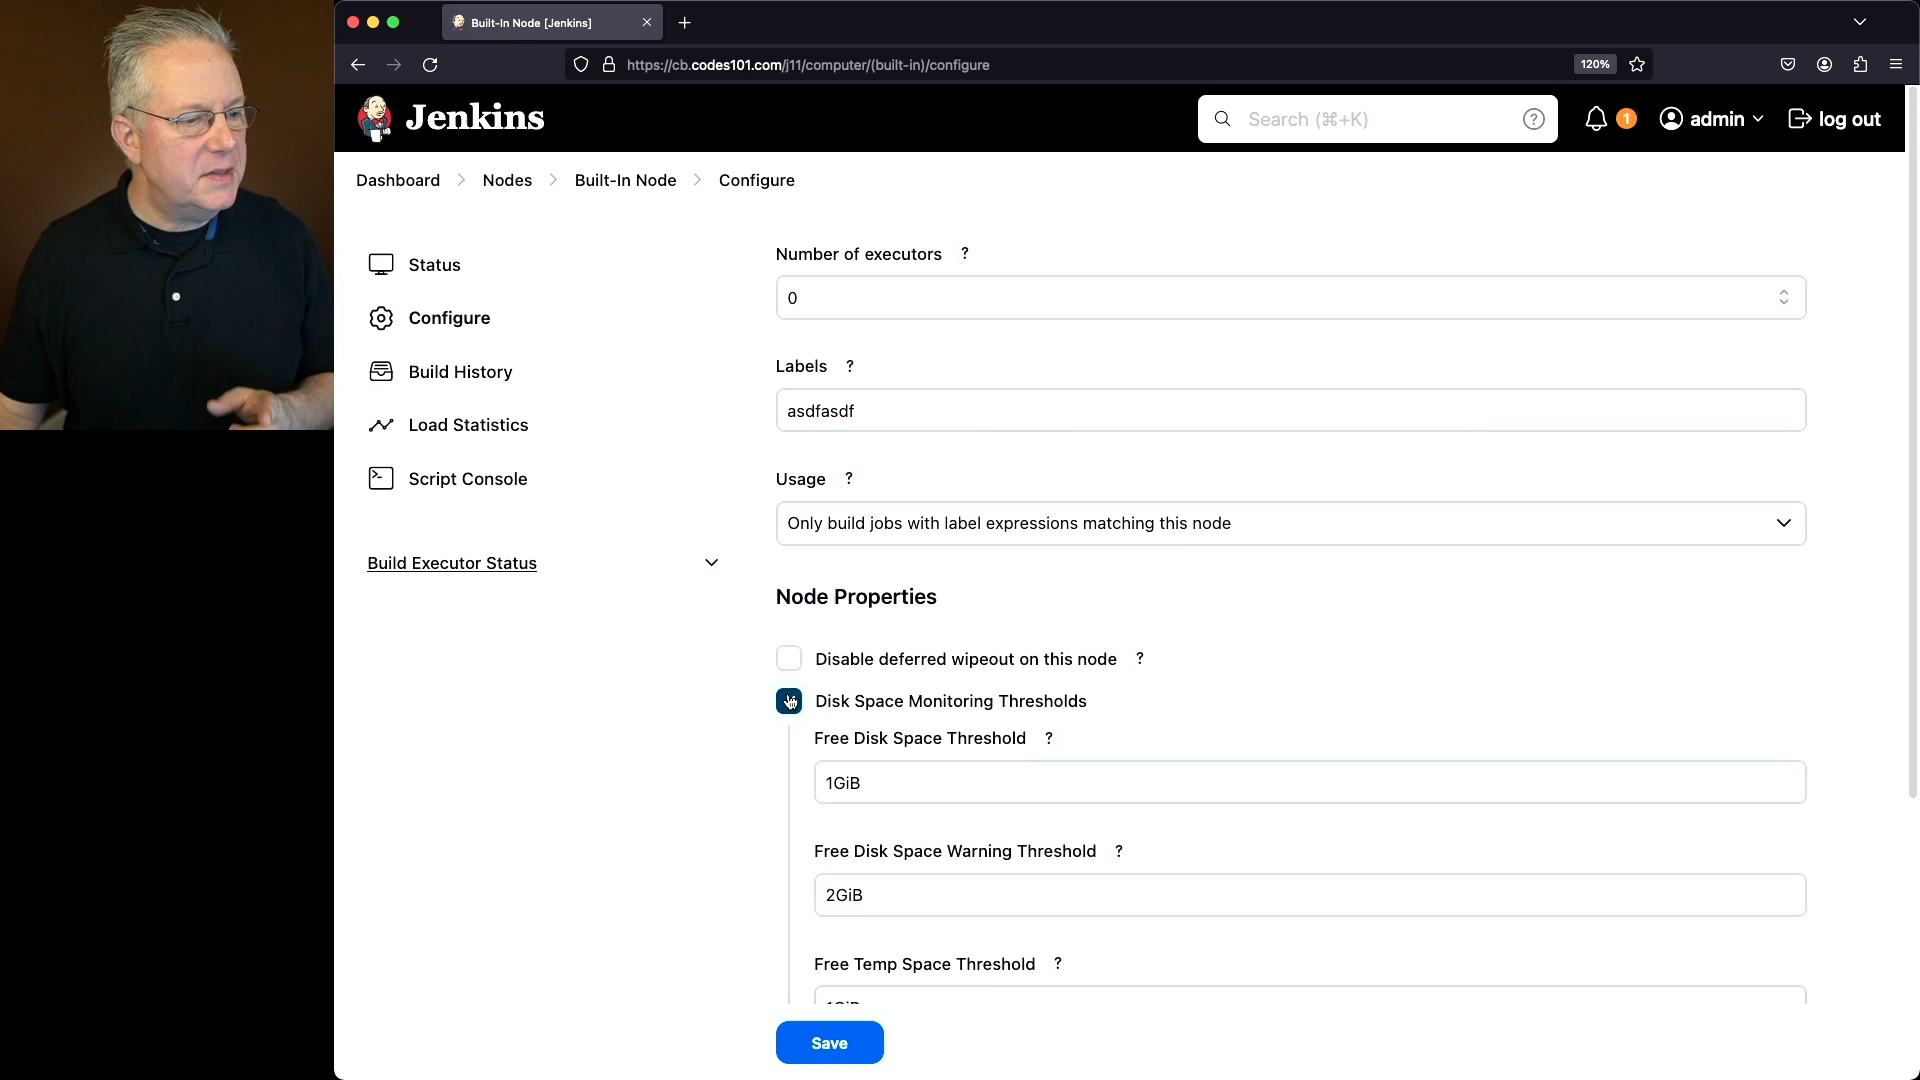 Built-In Node [Jenkins]
https://cb.codes101.com/j11/computer/(built-in)/configure
120%
Jenkins
Search (⌘+K)
?
1
admin
log out
Dashboard
Nodes
Built-In Node
Configure
Status
Configure
Build History
Load Statistics
Script Console
Build Executor Status
Number of executors ?
0
Labels ?
asdfasdf
Usage ?
Only build jobs with label expressions matching this node
Node Properties
Disable deferred wipeout on this node ?
Disk Space Monitoring Thresholds
Free Disk Space Threshold ?
1GiB
Free Disk Space Warning Threshold ?
2GiB
Free Temp Space Threshold ?
Save